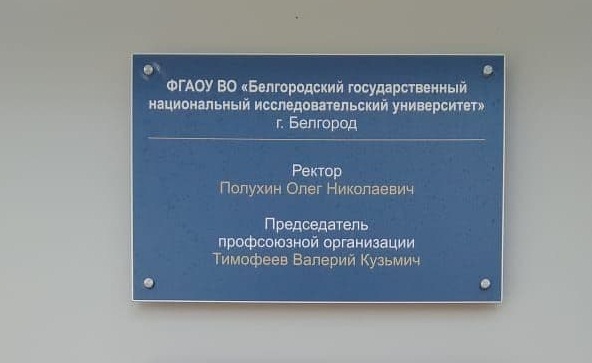 ФГАОУ ВО «Белгородский государственный
национальный исследовательский университет»
г. Белгород
Ректор
Полухин Олег Николаевич
Председатель
профсоюзной организации
Тимофеев Валерий Кузьмич